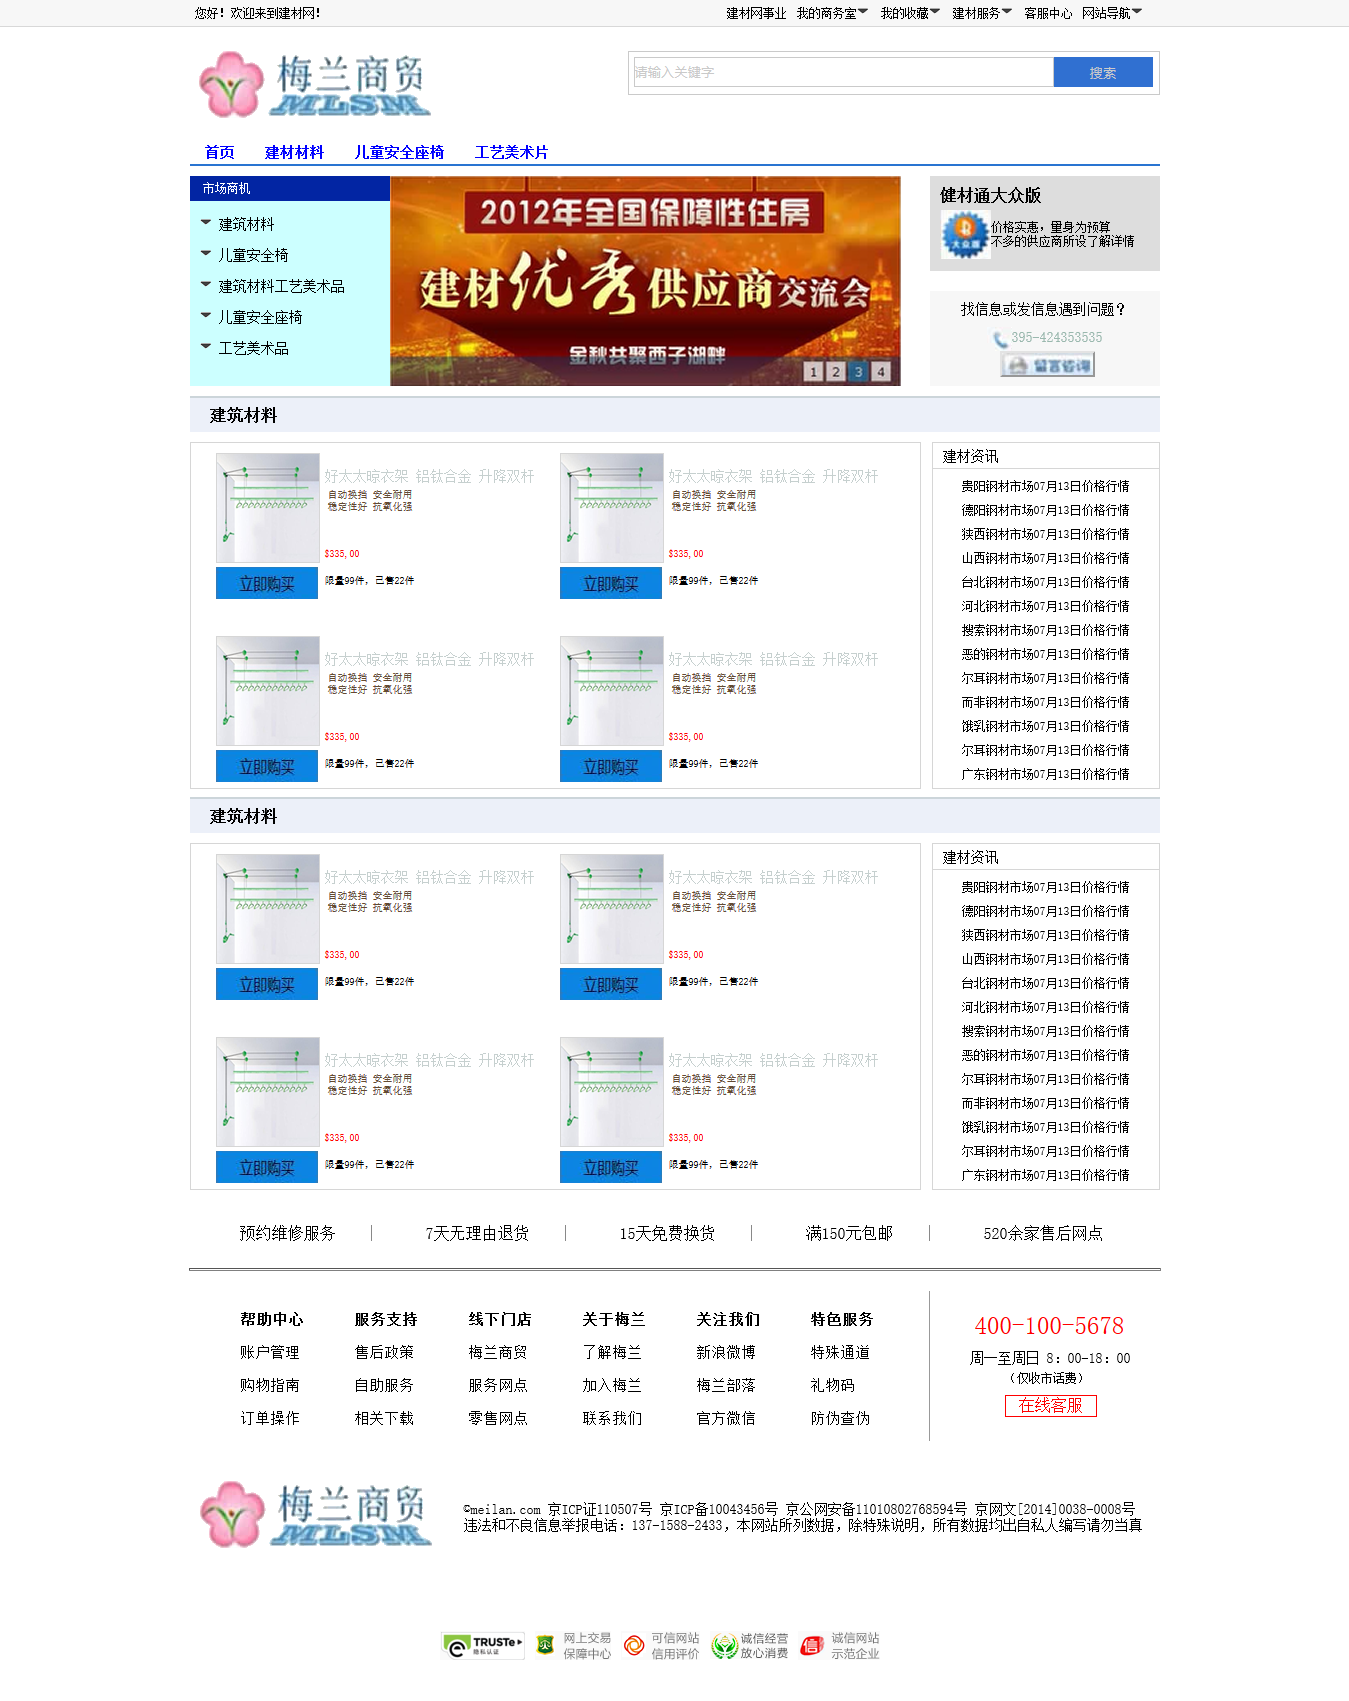 您好！欢迎来到建材网！
建材网事业 我的商务室 我的收藏 建材服务 客服中心 网站导航
梅兰商贸
MLSM
请输入关键字
搜索
首页 建材材料 儿童安全座椅 工艺美术片
市场商机
建筑材料
儿童安全椅
建筑材料工艺美术品
儿童安全座椅
工艺美术品
2012年全国保障性住房
建材优秀供应商交流会
金秋共聚西子湖畔
1 2 3 4
健材通大众版
大众版
价格实惠，量身为预算
不多的供应商所设了解详情
找信息或发信息遇到问题？
395-424353535
留言咨询
建筑材料
好太太晾衣架 铝钛合金 升降双杆
自动换挡 安全耐用
稳定性好 抗氧化强
$335,00
立即购买
限量99件，已售22件
好太太晾衣架 铝钛合金 升降双杆
自动换挡 安全耐用
稳定性好 抗氧化强
$335,00
立即购买
限量99件，已售22件
好太太晾衣架 铝钛合金 升降双杆
自动换挡 安全耐用
稳定性好 抗氧化强
$335,00
立即购买
限量99件，已售22件
好太太晾衣架 铝钛合金 升降双杆
自动换挡 安全耐用
稳定性好 抗氧化强
$335,00
立即购买
限量99件，已售22件
建材资讯
贵阳钢材市场07月13日价格行情
德阳钢材市场07月13日价格行情
狭西钢材市场07月13日价格行情
山西钢材市场07月13日价格行情
台北钢材市场07月13日价格行情
河北钢材市场07月13日价格行情
搜索钢材市场07月13日价格行情
恶的钢材市场07月13日价格行情
尔耳钢材市场07月13日价格行情
而非钢材市场07月13日价格行情
饿乳钢材市场07月13日价格行情
尔耳钢材市场07月13日价格行情
广东钢材市场07月13日价格行情
建筑材料
好太太晾衣架 铝钛合金 升降双杆
自动换挡 安全耐用
稳定性好 抗氧化强
$335,00
立即购买
限量99件，已售22件
好太太晾衣架 铝钛合金 升降双杆
自动换挡 安全耐用
稳定性好 抗氧化强
$335,00
立即购买
限量99件，已售22件
好太太晾衣架 铝钛合金 升降双杆
自动换挡 安全耐用
稳定性好 抗氧化强
$335,00
立即购买
限量99件，已售22件
好太太晾衣架 铝钛合金 升降双杆
自动换挡 安全耐用
稳定性好 抗氧化强
$335,00
立即购买
限量99件，已售22件
建材资讯
贵阳钢材市场07月13日价格行情
德阳钢材市场07月13日价格行情
狭西钢材市场07月13日价格行情
山西钢材市场07月13日价格行情
台北钢材市场07月13日价格行情
河北钢材市场07月13日价格行情
搜索钢材市场07月13日价格行情
恶的钢材市场07月13日价格行情
尔耳钢材市场07月13日价格行情
而非钢材市场07月13日价格行情
饿乳钢材市场07月13日价格行情
尔耳钢材市场07月13日价格行情
广东钢材市场07月13日价格行情
预约维修服务 7天无理由退货 15天免费换货 满150元包邮 520余家售后网点
帮助中心 服务支持 线下门店 关于梅兰 关注我们 特色服务
账户管理 售后政策 梅兰商贸 了解梅兰 新浪微博 特殊通道
购物指南 自助服务 服务网点 加入梅兰 梅兰部落 礼物码
订单操作 相关下载 零售网点 联系我们 官方微信 防伪查伪
400-100-5678
周一至周日 8：00-18：00
（仅收市话费）
在线客服
梅兰商贸
MLSM
©meilan.com 京ICP证110507号 京ICP备10043456号 京公网安备11010802768594号 京网文[2014]0038-0008号
违法和不良信息举报电话：137-1588-2433，本网站所列数据，除特殊说明，所有数据均出自私人编写请勿当真
TRUSTe
隐私认证
网上交易
保障中心
可信网站
信用评价
诚信经营
放心消费
信
诚信网站
示范企业